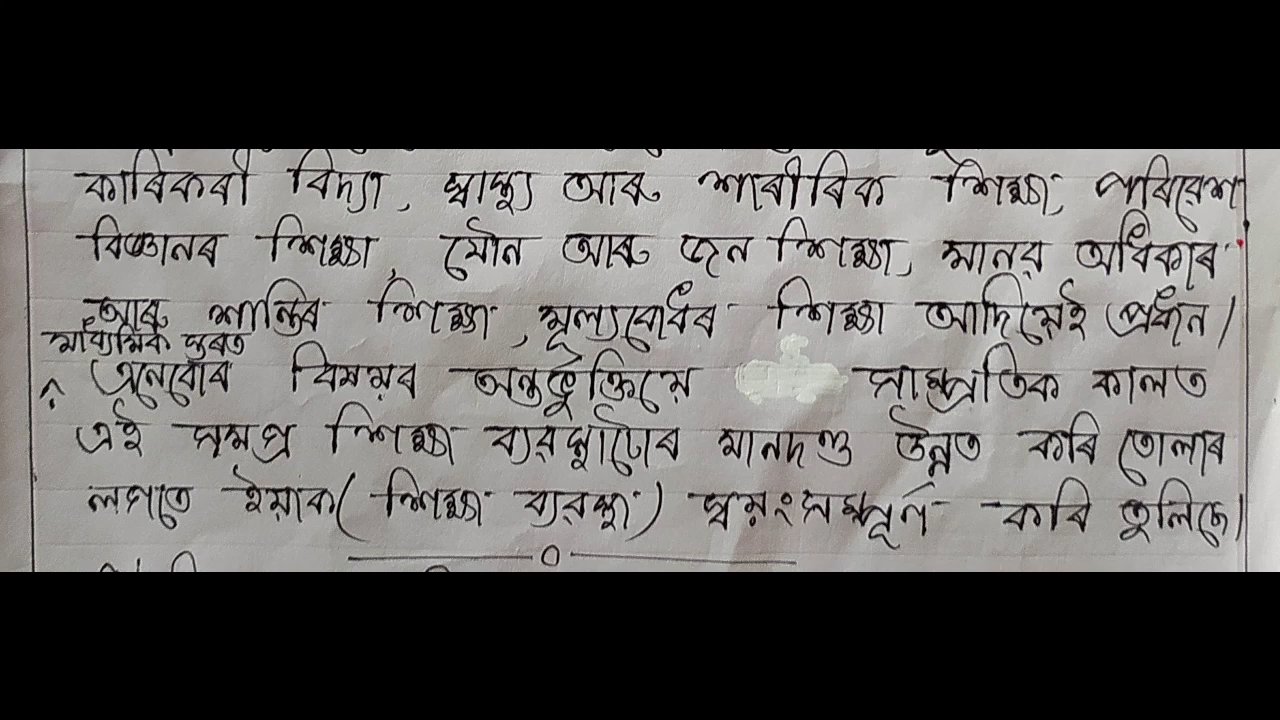 কাৰিকৰী বিদ্যা, স্বাস্থ্য আৰু শাৰীৰিক শিক্ষা, পৰিৱেশ
বিজ্ঞানৰ শিক্ষা, যৌন আৰু জন শিক্ষা, মানৱ অধিকাৰ
আৰু শান্তিৰ শিক্ষা, মূল্যবোধৰ শিক্ষা আদিয়েই প্ৰধান।
মাধ্যমিক স্তৰত
এনেবোৰ বিষয়ৰ অন্তৰ্ভুক্তিয়ে সাম্প্ৰতিক কালত
এই সমগ্ৰ শিক্ষা ব্যৱস্থাটোৰ মানদণ্ড উন্নত কৰি তোলাৰ
লগতে ইয়াক (শিক্ষা ব্যৱস্থা) স্বয়ংসম্পূৰ্ণ কৰি তুলিছে।